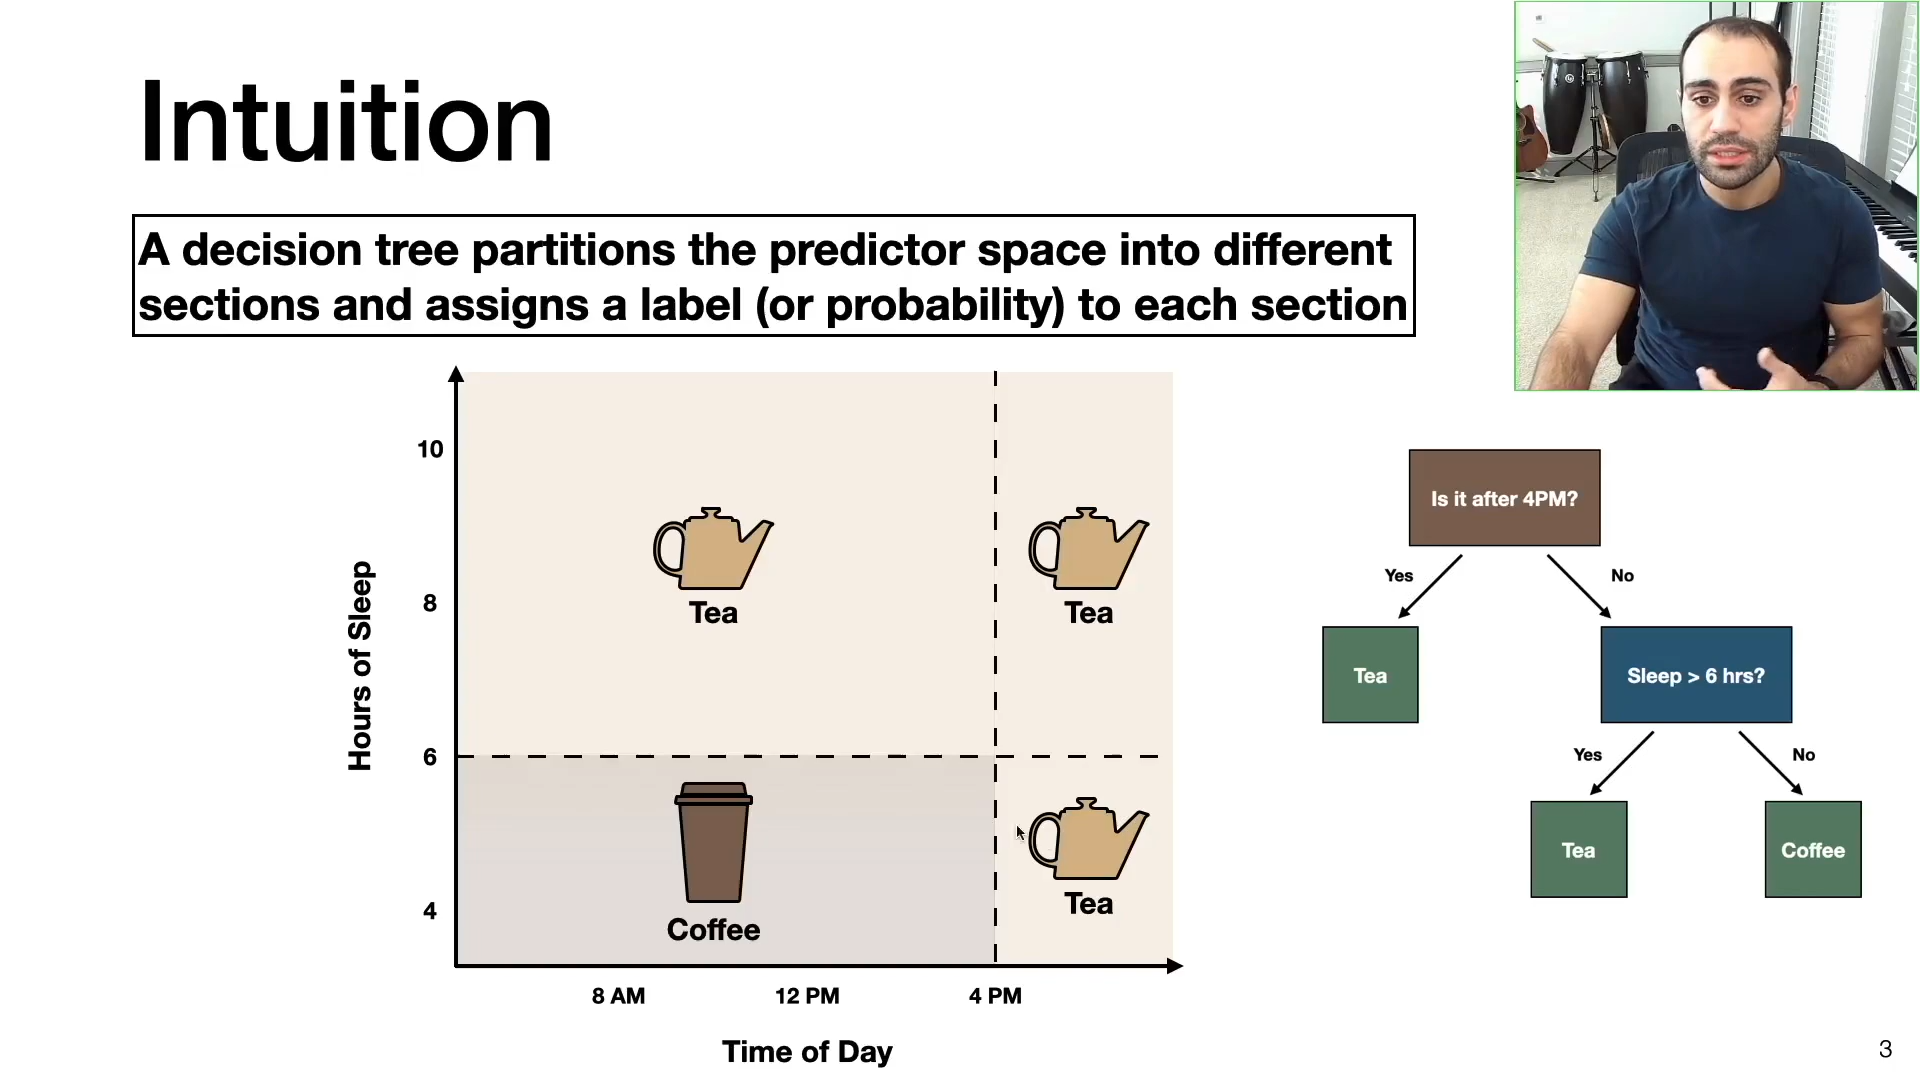 Intuition
A decision tree partitions the predictor space into different
sections and assigns a label (or probability) to each section
Hours of Sleep
10
8
6
4
Tea
Tea
Coffee
Tea
8 AM
12 PM
4 PM
Time of Day
Is it after 4PM?
Yes
No
Tea
Sleep > 6 hrs?
Yes
No
Tea
Coffee
3